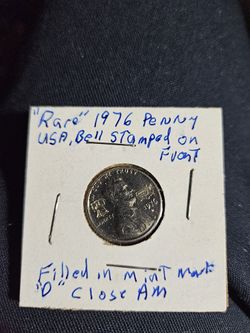 "Rare" 1976 Penny
USA, Bell Stamped on
Front
Filled in Mint Mark
"D" Close AM